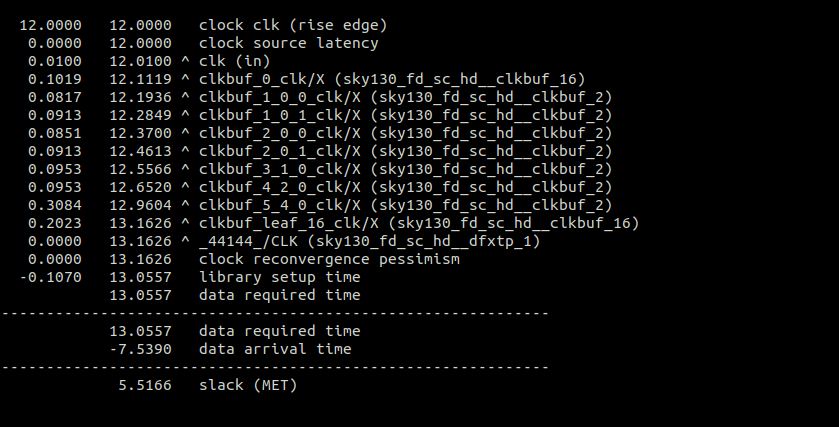 12.0000 12.0000 clock clk (rise edge)
0.0000 12.0000 clock source latency
0.0100 12.0100 ^ clk (in)
0.1019 12.1119 ^ clkbuf_0_clk/X (sky130_fd_sc_hd__clkbuf_16)
0.0817 12.1936 ^ clkbuf_1_0_0_clk/X (sky130_fd_sc_hd__clkbuf_2)
0.0913 12.2849 ^ clkbuf_1_0_1_clk/X (sky130_fd_sc_hd__clkbuf_2)
0.0851 12.3700 ^ clkbuf_2_0_0_clk/X (sky130_fd_sc_hd__clkbuf_2)
0.0913 12.4613 ^ clkbuf_2_0_1_clk/X (sky130_fd_sc_hd__clkbuf_2)
0.0953 12.5566 ^ clkbuf_3_1_0_clk/X (sky130_fd_sc_hd__clkbuf_2)
0.0953 12.6520 ^ clkbuf_4_2_0_clk/X (sky130_fd_sc_hd__clkbuf_2)
0.3084 12.9604 ^ clkbuf_5_4_0_clk/X (sky130_fd_sc_hd__clkbuf_2)
0.2023 13.1626 ^ clkbuf_leaf_16_clk/X (sky130_fd_sc_hd__clkbuf_16)
0.0000 13.1626 ^ _44144_/CLK (sky130_fd_sc_hd__dfxtp_1)
0.0000 13.1626 clock reconvergence pessimism
-0.1070 13.0557 library setup time
13.0557 data required time
-------------------------------------------------------------
13.0557 data required time
-7.5390 data arrival time
-------------------------------------------------------------
5.5166 slack (MET)